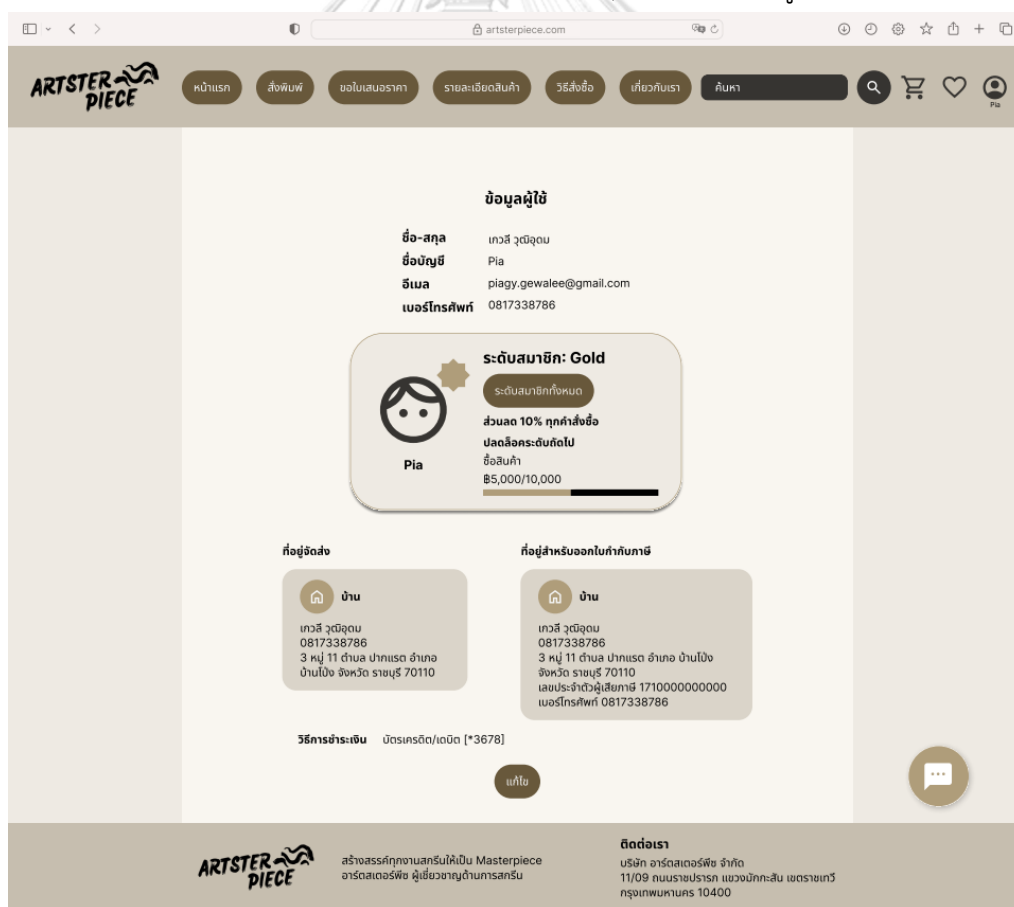 artsterpiece.com
ARTSTER PIECE
หน้าแรก สั่งพิมพ์ ขอใบเสนอราคา รายละเอียดสินค้า วิธีสั่งซื้อ เกี่ยวกับเรา ค้นหา
Pia
ข้อมูลผู้ใช้
ชื่อ-สกุล เกวลี วุฒิอุดม
ชื่อบัญชี Pia
อีเมล piagy.gewalee@gmail.com
เบอร์โทรศัพท์ 0817338786
ระดับสมาชิก: Gold
ระดับสมาชิกทั้งหมด
ส่วนลด 10% ทุกคำสั่งซื้อ
ปลดล็อคระดับถัดไป
ซื้อสินค้า
฿5,000/10,000
Pia
ที่อยู่จัดส่ง
บ้าน
เกวลี วุฒิอุดม
0817338786
3 หมู่ 11 ตำบล ปากแรต อำเภอ
บ้านโป่ง จังหวัด ราชบุรี 70110
ที่อยู่สำหรับออกใบกำกับภาษี
บ้าน
เกวลี วุฒิอุดม
0817338786
3 หมู่ 11 ตำบล ปากแรต อำเภอ บ้านโป่ง
จังหวัด ราชบุรี 70110
เลขประจำตัวผู้เสียภาษี 1710000000000
เบอร์โทรศัพท์ 0817338786
วิธีการชำระเงิน บัตรเครดิต/เดบิต [*3678]
แก้ไข
ARTSTER PIECE
สร้างสรรค์ทุกงานสกรีนให้เป็น Masterpiece
อาร์ตสเตอร์พีซ ผู้เชี่ยวชาญด้านการสกรีน
ติดต่อเรา
บริษัท อาร์ตสเตอร์พีซ จำกัด
11/09 ถนนราชปรารภ แขวงมักกะสัน เขตราชเทวี
กรุงเทพมหานคร 10400